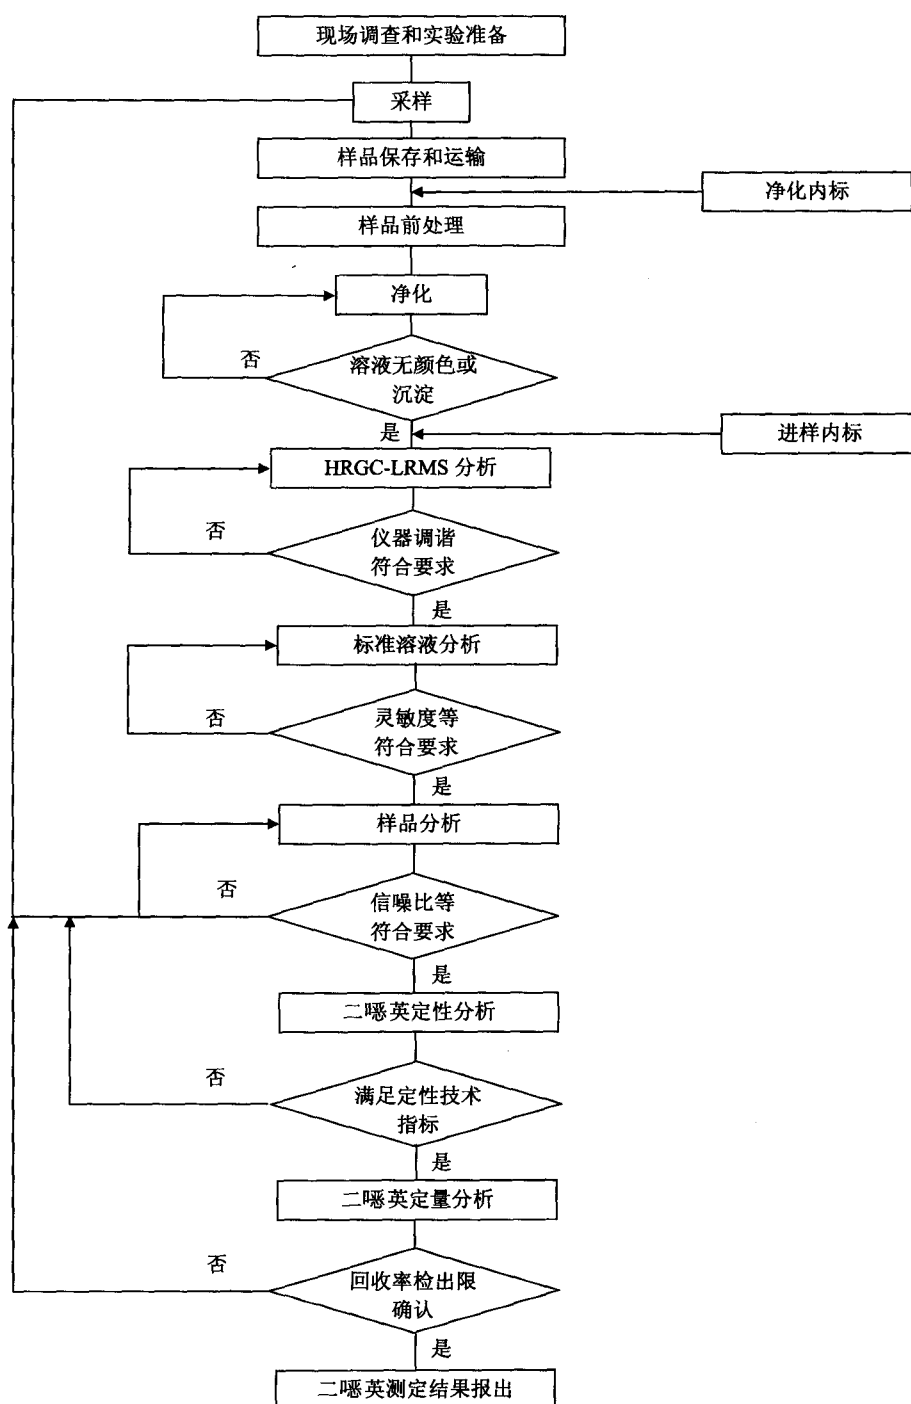 现场调查和实验准备
采样
样品保存和运输
净化内标
样品前处理
净化
否
溶液无颜色或
沉淀
是
进样内标
HRGC-LRMS 分析
否
仪器调谐
符合要求
是
标准溶液分析
否
灵敏度等
符合要求
是
样品分析
否
信噪比等
符合要求
是
二噁英定性分析
否
满足定性技术
指标
是
二噁英定量分析
否
回收率检出限
确认
是
二噁英测定结果报出